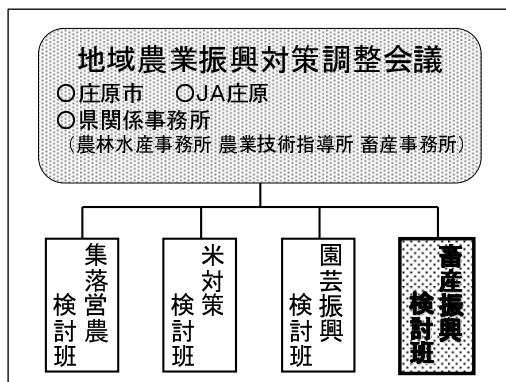 地域農業振興対策調整会議
○庄原市　○JA庄原
○県関係事務所
（農林水産事務所 農業技術指導所 畜産事務所）
集落営農
検討班
米対策
検討班
園芸振興
検討班
畜産振興
検討班